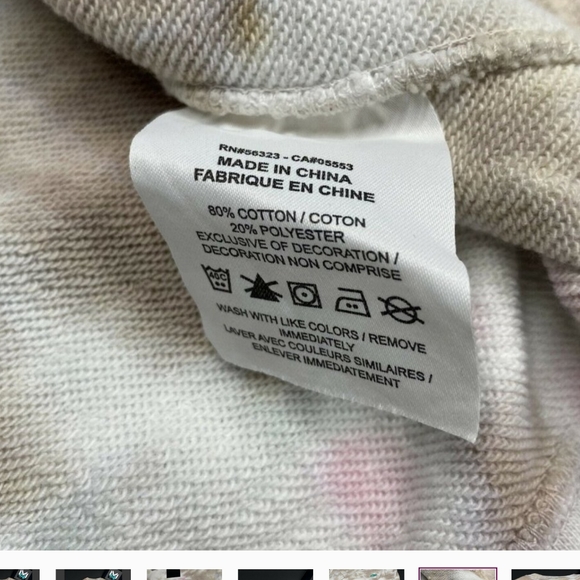 RN#56323 - CA#05553
MADE IN CHINA
FABRIQUE EN CHINE
80% COTTON / COTON
20% POLYESTER
EXCLUSIVE OF DECORATION /
DECORATION NON COMPRISE
40C
WASH WITH LIKE COLORS / REMOVE
IMMEDIATELY
LAVER AVEC COULEURS SIMILAIRES /
ENLEVER IMMEDIATEMENT